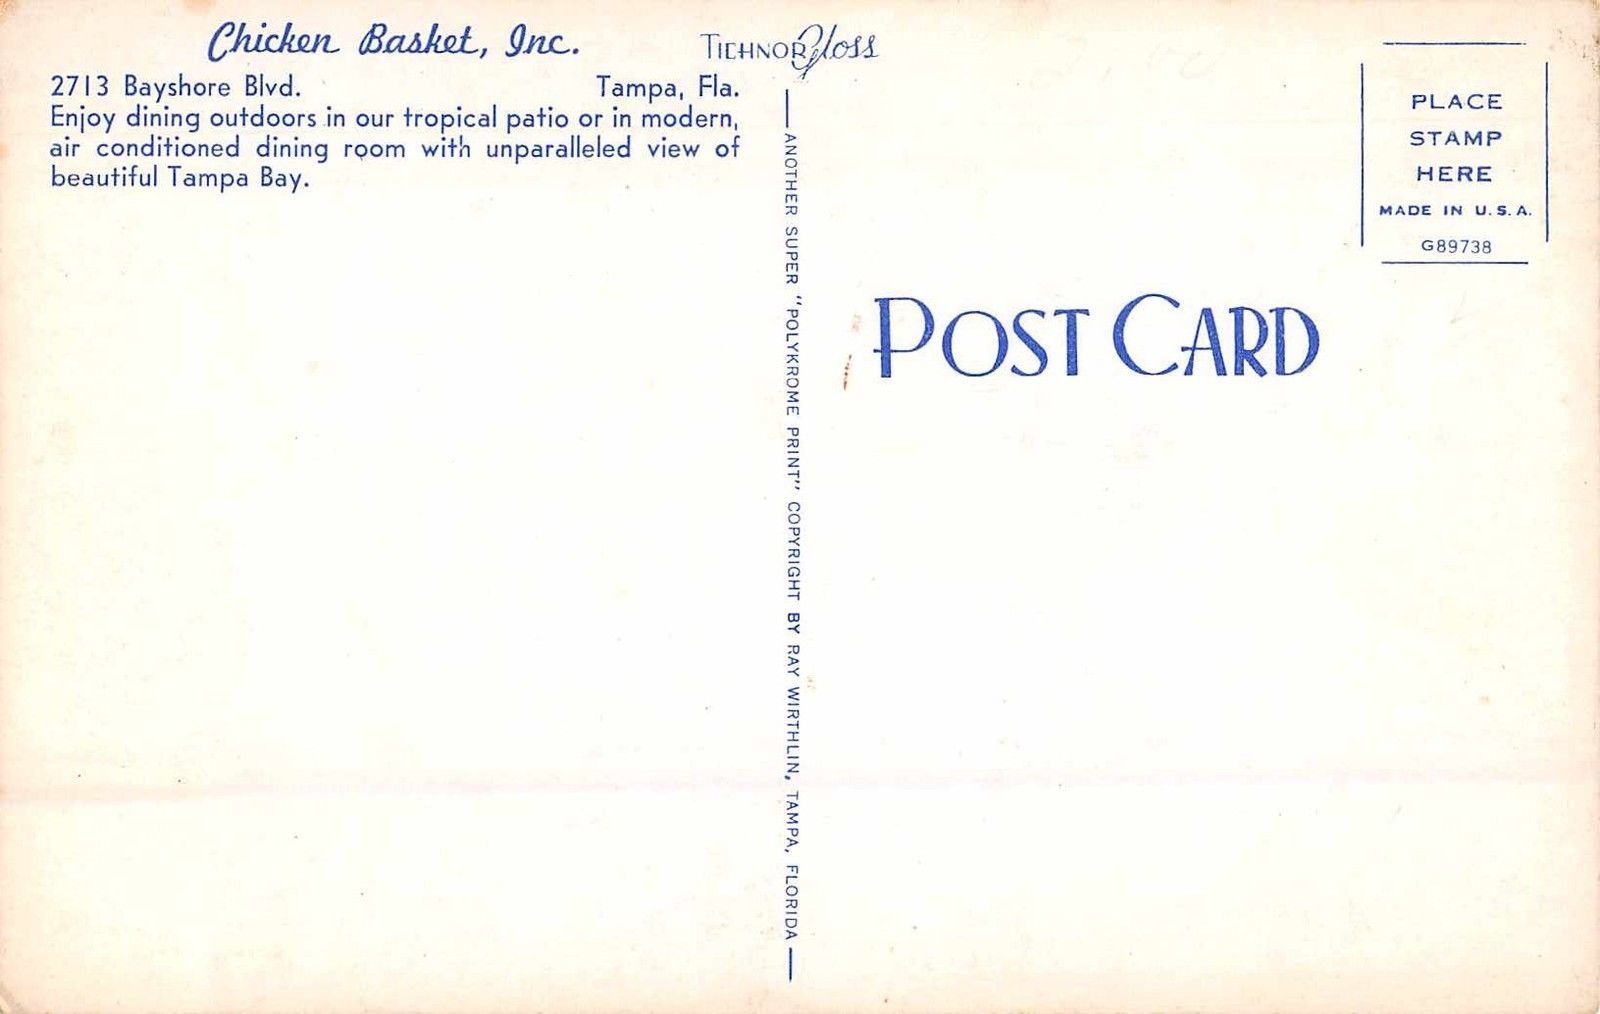 Chicken Basket, Inc.
2713 Bayshore Blvd. Tampa, Fla.
Enjoy dining outdoors in our tropical patio or in modern,
air conditioned dining room with unparalleled view of
beautiful Tampa Bay.
TICHNOR Gloss
ANOTHER SUPER "POLYKROME PRINT" COPYRIGHT BY RAY WIRTHLIN, TAMPA, FLORIDA
PLACE
STAMP
HERE
MADE IN U.S.A.
G89738
POST CARD